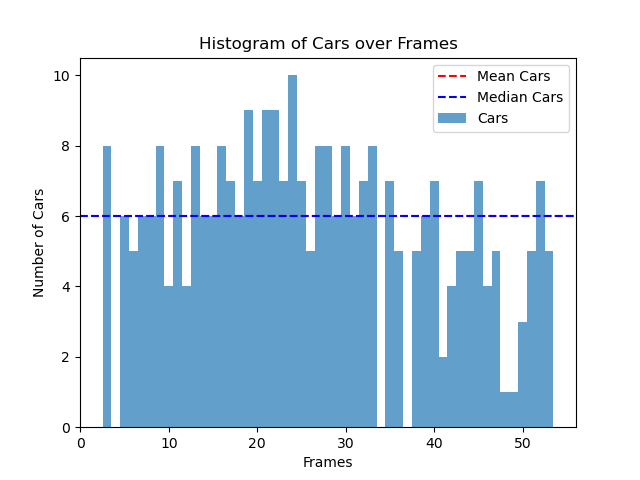 Histogram of Cars over Frames
Mean Cars
Median Cars
Cars
10
8
6
4
2
0
Number of Cars
0 10 20 30 40 50
Frames